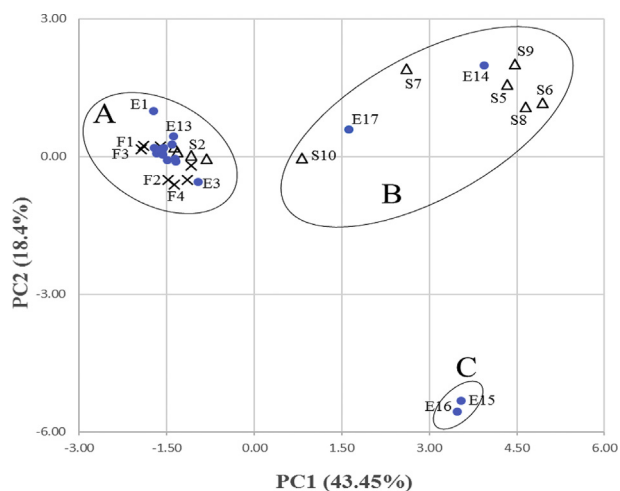 3.00
S9
E14
S7
S5
S6
E1
S8
A
E13
E17
F1
S2
0.00
F3
S10
F2
E3
B
F4
PC2 (18.4%)
-3.00
C
E16
E15
-6.00
-3.00 -1.50 0.00 1.50 3.00 4.50 6.00
PC1 (43.45%)